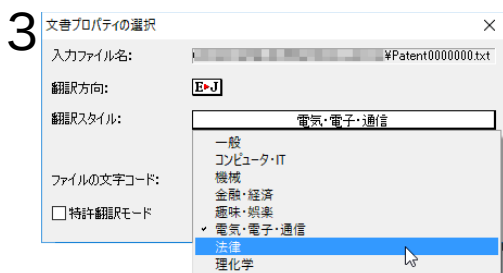 3
文書プロパティの選択
入力ファイル名: ¥Patent0000000.txt
翻訳方向: E▸J
翻訳スタイル: 電気・電子・通信
一般
コンピュータ・IT
機械
ファイルの文字コード:
金融・経済
特許翻訳モード
趣味・娯楽
✓ 電気・電子・通信
法律
理化学